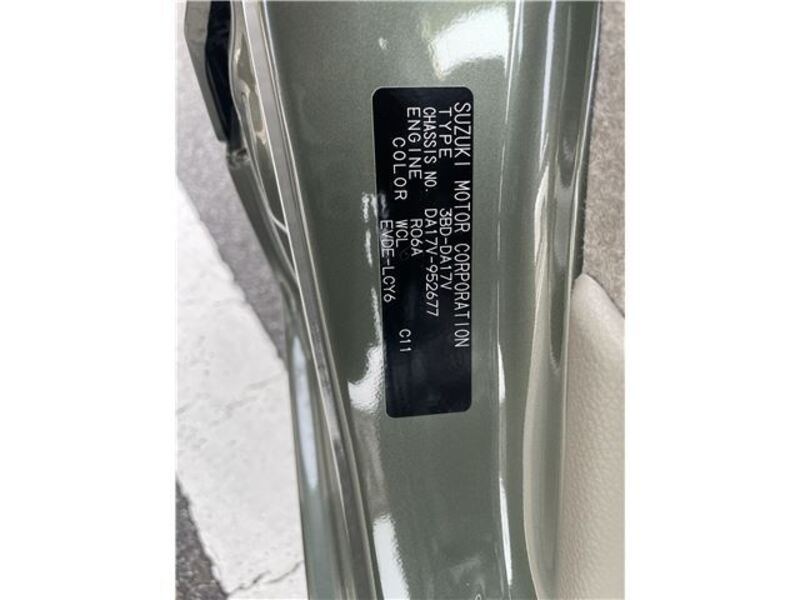 SUZUKI MOTOR CORPORATION
TYPE 3BD-DA17V
CHASSIS NO. DA17V-952677
ENGINE R06A
COLOR WCL C11
EVDE-LCY6